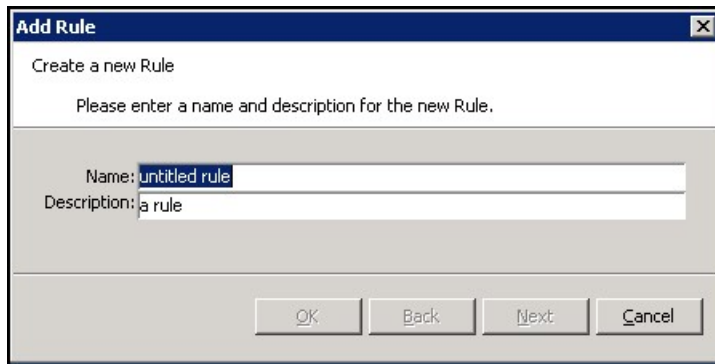 Add Rule
Create a new Rule
Please enter a name and description for the new Rule.
Name: untitled rule
Description: a rule
OK Back Next Cancel